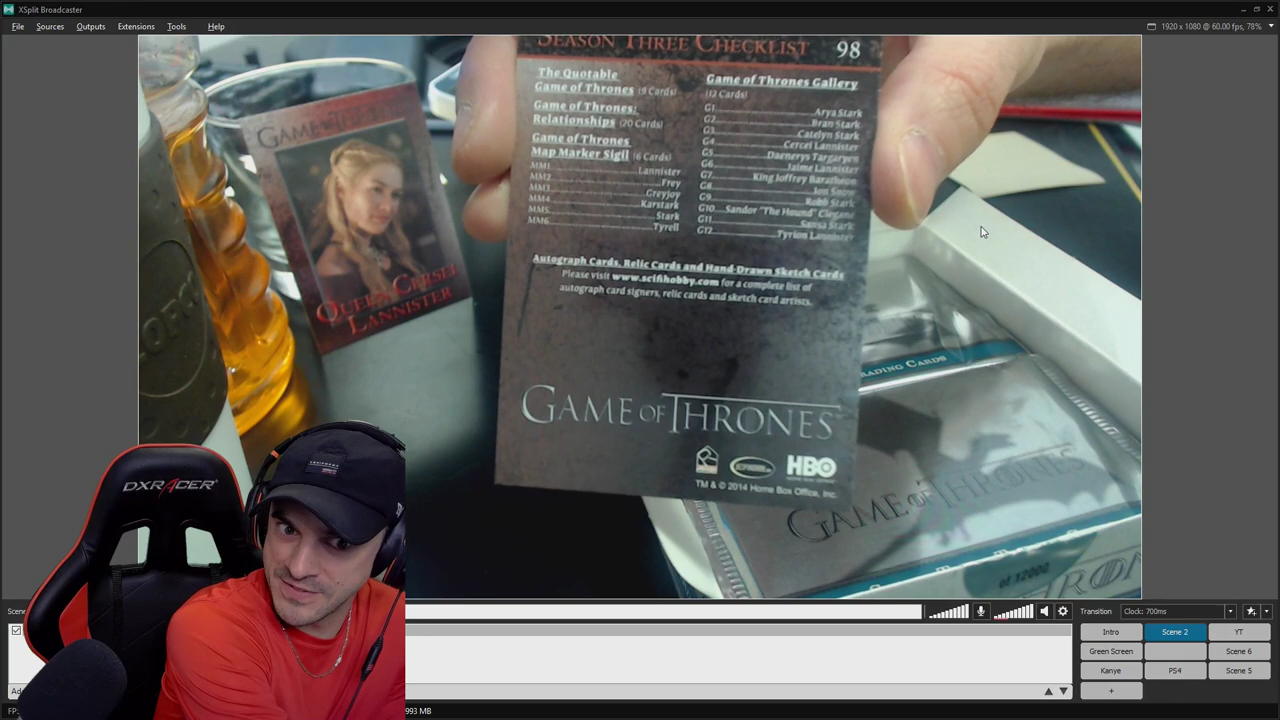 XSplit Broadcaster
File Sources Outputs Extensions Tools Help
1920 x 1080 @ 60.00 fps, 78%
SEASON THREE CHECKLIST 98
The Quotable
Game of Thrones (9 Cards)
Game of Thrones:
Relationships (20 Cards)
Game of Thrones
Map Marker Sigil (6 Cards)
MM1 Lannister
MM2 Frey
MM3 Greyjoy
MM4 Karstark
MM5 Stark
MM6 Tyrell
Game of Thrones Gallery
(12 Cards)
G1 Arya Stark
G2 Bran Stark
G3 Catelyn Stark
G4 Cercei Lannister
G5 Daenerys Targaryen
G6 Jaime Lannister
G7 King Joffrey Baratheon
G8 Jon Snow
G9 Robb Stark
G10 Sandor "The Hound" Clegane
G11 Sansa Stark
G12 Tyrion Lannister
Autograph Cards, Relic Cards and Hand-Drawn Sketch Cards
Please visit www.scifihobby.com for a complete list of
autograph card signers, relic cards and sketch card artists.
GAME OF THRONES
HBO
TM & © 2014 Home Box Office, Inc.
GAME OF
QUEEN CERSEI
LANNISTER
TRADING CARDS
GAME OF THRONES
of 12000
DXRACER
Scene
Transition Clock: 700ms
Intro Scene 2 YT
Green Screen Scene 6
Kanye PS4 Scene 5
+
Ad
FP
993 MB